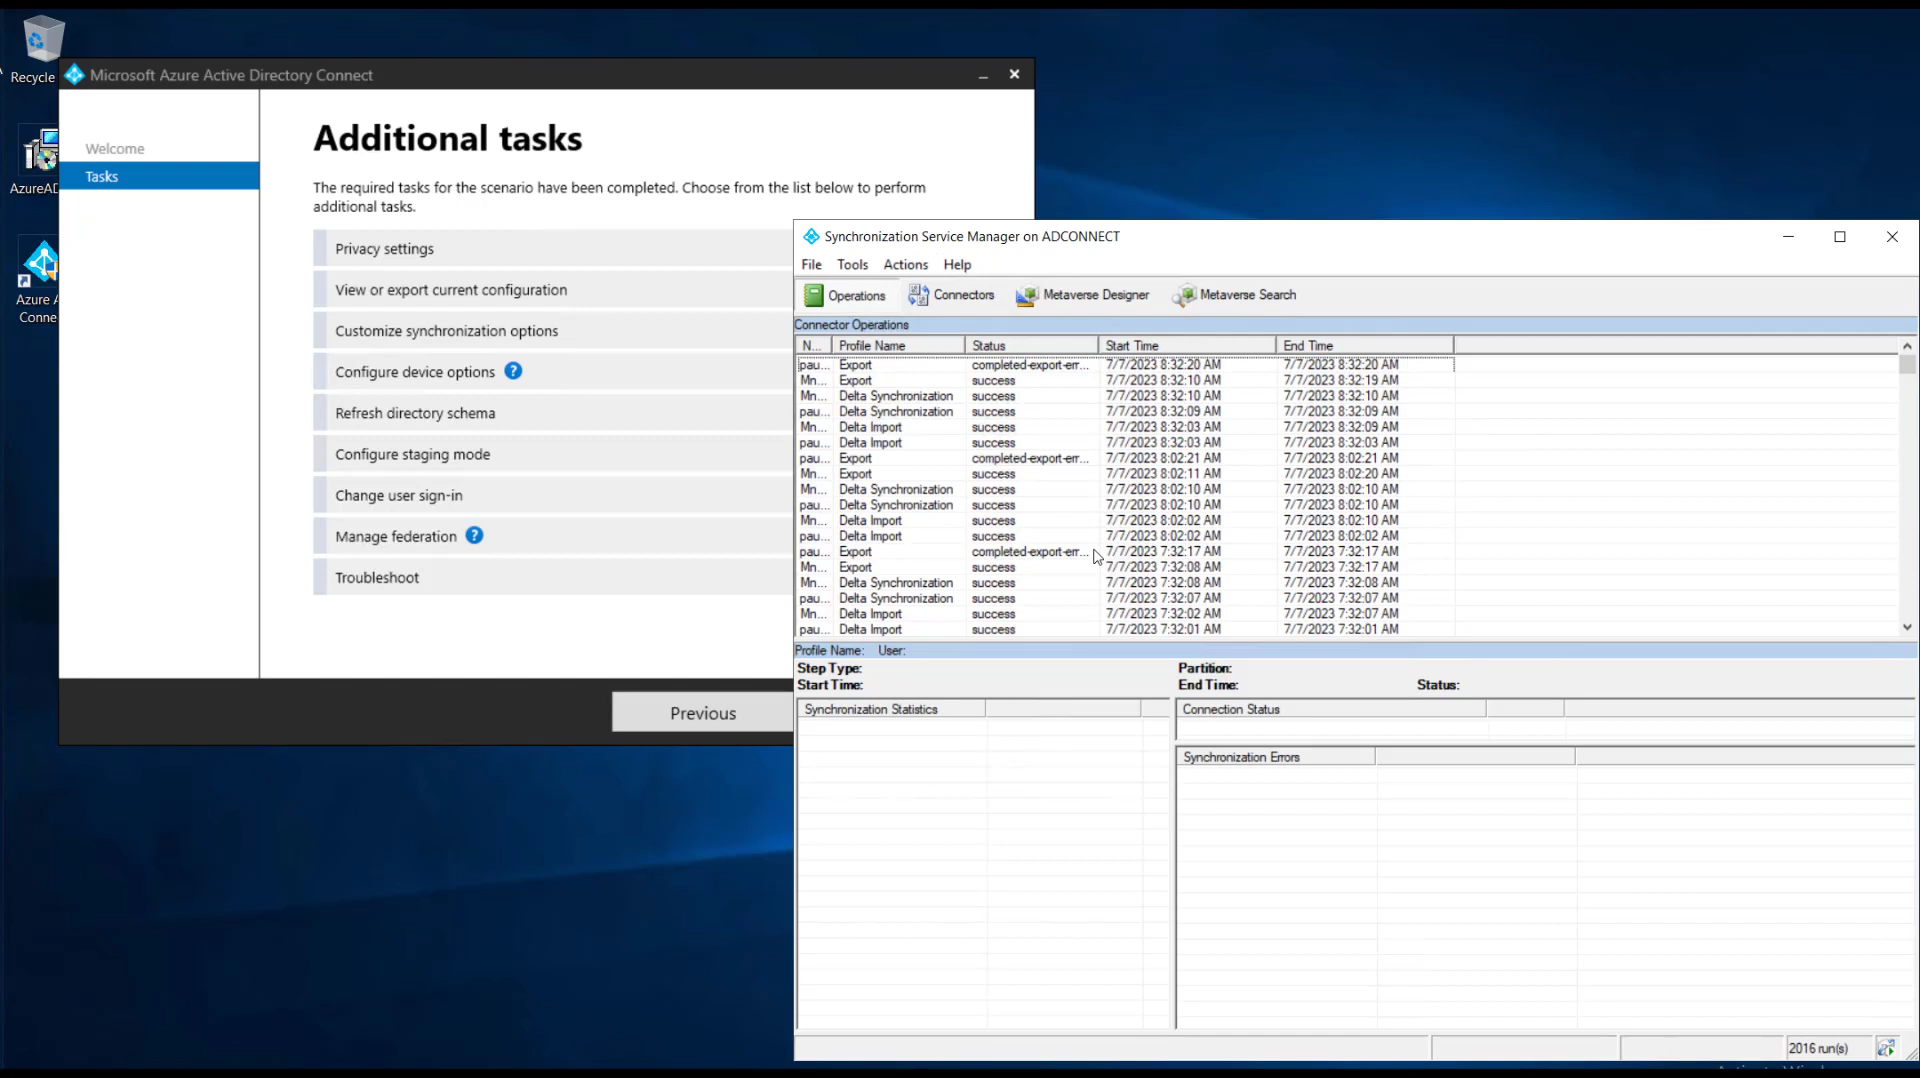 Recycle
AzureAD
Azure A
Conne
Microsoft Azure Active Directory Connect
Welcome
Tasks
Additional tasks
The required tasks for the scenario have been completed. Choose from the list below to perform
additional tasks.
Privacy settings
View or export current configuration
Customize synchronization options
Configure device options ?
Refresh directory schema
Configure staging mode
Change user sign-in
Manage federation ?
Troubleshoot
Previous
Synchronization Service Manager on ADCONNECT
File Tools Actions Help
Operations Connectors Metaverse Designer Metaverse Search
Connector Operations
N... Profile Name Status Start Time End Time
pau... Export completed-export-err... 7/7/2023 8:32:20 AM 7/7/2023 8:32:20 AM
Mn... Export success 7/7/2023 8:32:10 AM 7/7/2023 8:32:19 AM
Mn... Delta Synchronization success 7/7/2023 8:32:10 AM 7/7/2023 8:32:10 AM
pau... Delta Synchronization success 7/7/2023 8:32:09 AM 7/7/2023 8:32:10 AM
Mn... Delta Import success 7/7/2023 8:32:03 AM 7/7/2023 8:32:09 AM
pau... Delta Import success 7/7/2023 8:32:03 AM 7/7/2023 8:32:03 AM
pau... Export completed-export-err... 7/7/2023 8:02:21 AM 7/7/2023 8:02:21 AM
Mn... Export success 7/7/2023 8:02:11 AM 7/7/2023 8:02:20 AM
Mn... Delta Synchronization success 7/7/2023 8:02:10 AM 7/7/2023 8:02:10 AM
pau... Delta Synchronization success 7/7/2023 8:02:10 AM 7/7/2023 8:02:10 AM
Mn... Delta Import success 7/7/2023 8:02:02 AM 7/7/2023 8:02:10 AM
pau... Delta Import success 7/7/2023 8:02:02 AM 7/7/2023 8:02:02 AM
pau... Export completed-export-err... 7/7/2023 7:32:17 AM 7/7/2023 7:32:17 AM
Mn... Export success 7/7/2023 7:32:08 AM 7/7/2023 7:32:17 AM
Mn... Delta Synchronization success 7/7/2023 7:32:08 AM 7/7/2023 7:32:08 AM
pau... Delta Synchronization success 7/7/2023 7:32:07 AM 7/7/2023 7:32:07 AM
Mn... Delta Import success 7/7/2023 7:32:02 AM 7/7/2023 7:32:07 AM
pau... Delta Import success 7/7/2023 7:32:01 AM 7/7/2023 7:32:01 AM
Profile Name: User:
Step Type: Partition:
Start Time: End Time: Status:
Synchronization Statistics Connection Status
Synchronization Errors
2016 run(s)